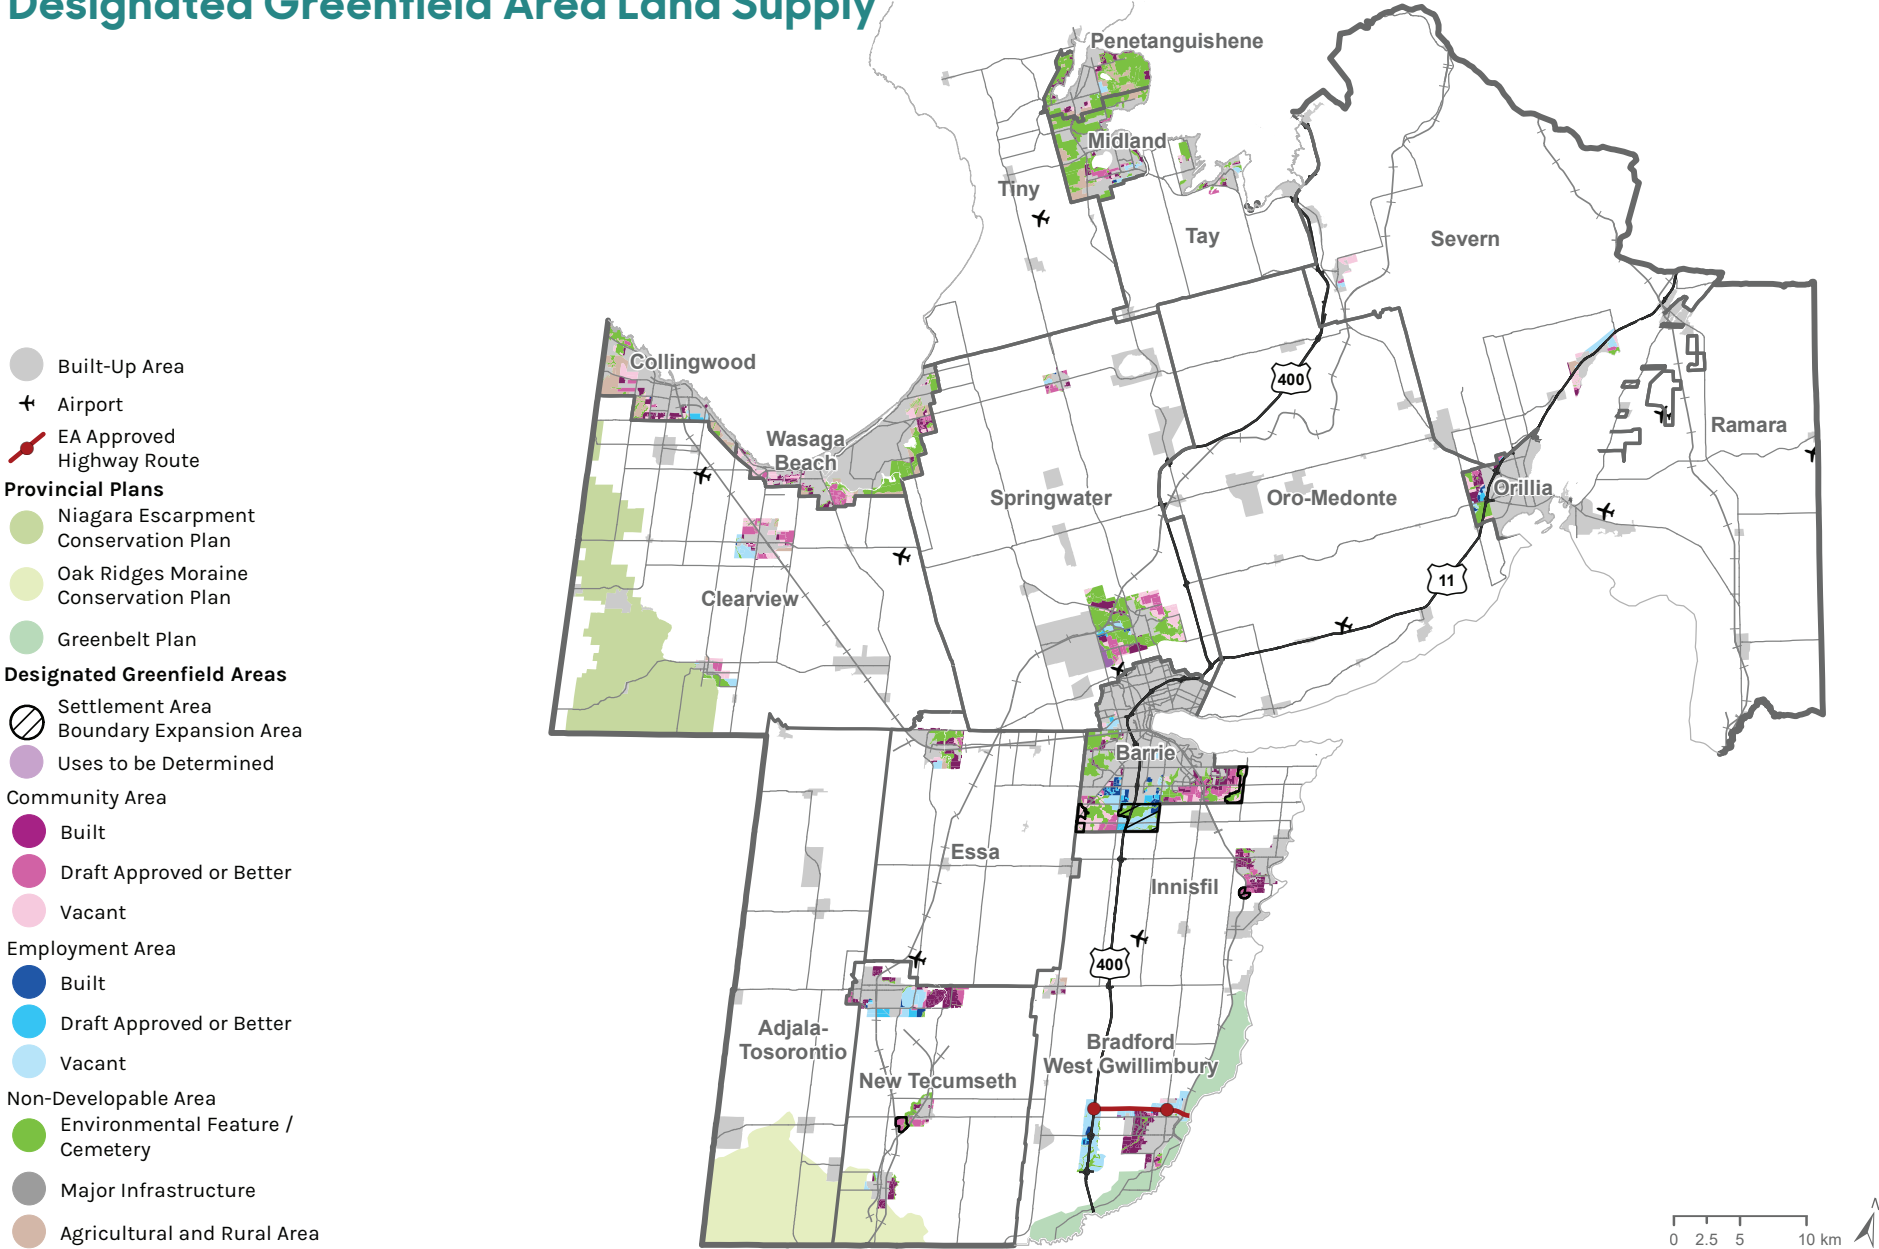 Designated Greenfield Area Land Supply
Built-Up Area
Airport
EA Approved
Highway Route
Provincial Plans
Niagara Escarpment
Conservation Plan
Oak Ridges Moraine
Conservation Plan
Greenbelt Plan
Designated Greenfield Areas
Settlement Area
Boundary Expansion Area
Uses to be Determined
Community Area
Built
Draft Approved or Better
Vacant
Employment Area
Built
Draft Approved or Better
Vacant
Non-Developable Area
Environmental Feature /
Cemetery
Major Infrastructure
Agricultural and Rural Area
Penetanguishene
Midland
Tiny
Tay
Severn
Collingwood
400
Ramara
Wasaga
Beach
Springwater
Oro-Medonte
Orillia
11
Clearview
Barrie
Essa
Innisfil
400
Adjala-
Tosorontio
Bradford
West Gwillimbury
New Tecumseth
0 2.5 5 10 km